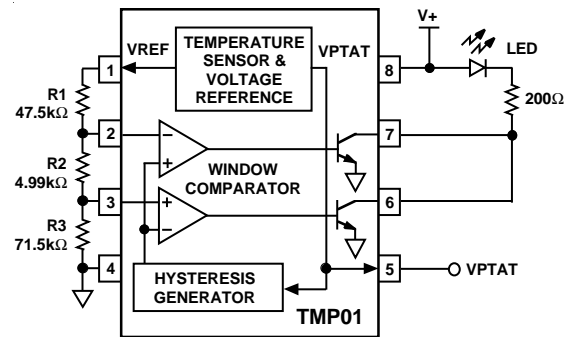 V+
VREF
TEMPERATURE
SENSOR &
VOLTAGE
REFERENCE
VPTAT
LED
1
8
R1
47.5kΩ
200Ω
2
7
−
+
R2
4.99kΩ
WINDOW
COMPARATOR
3
6
+
−
R3
71.5kΩ
4
5
VPTAT
HYSTERESIS
GENERATOR
TMP01